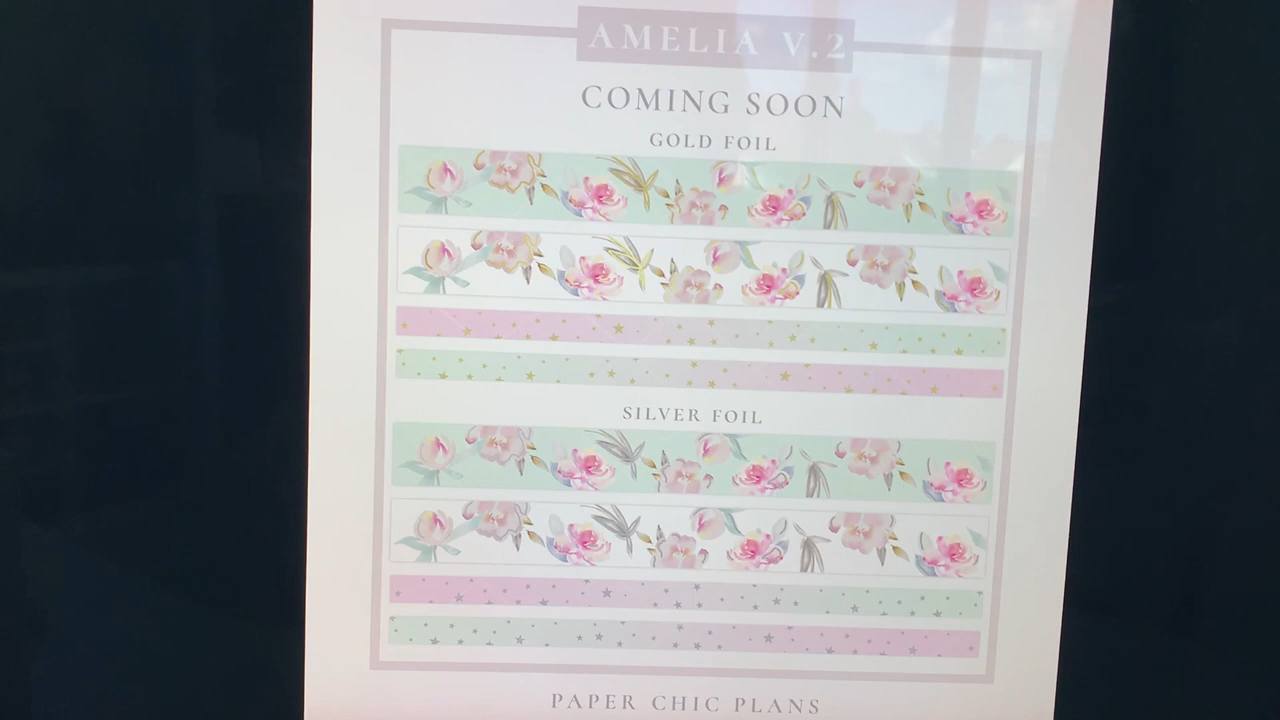 AMELIA V.2
COMING SOON
GOLD FOIL
SILVER FOIL
PAPER CHIC PLANS